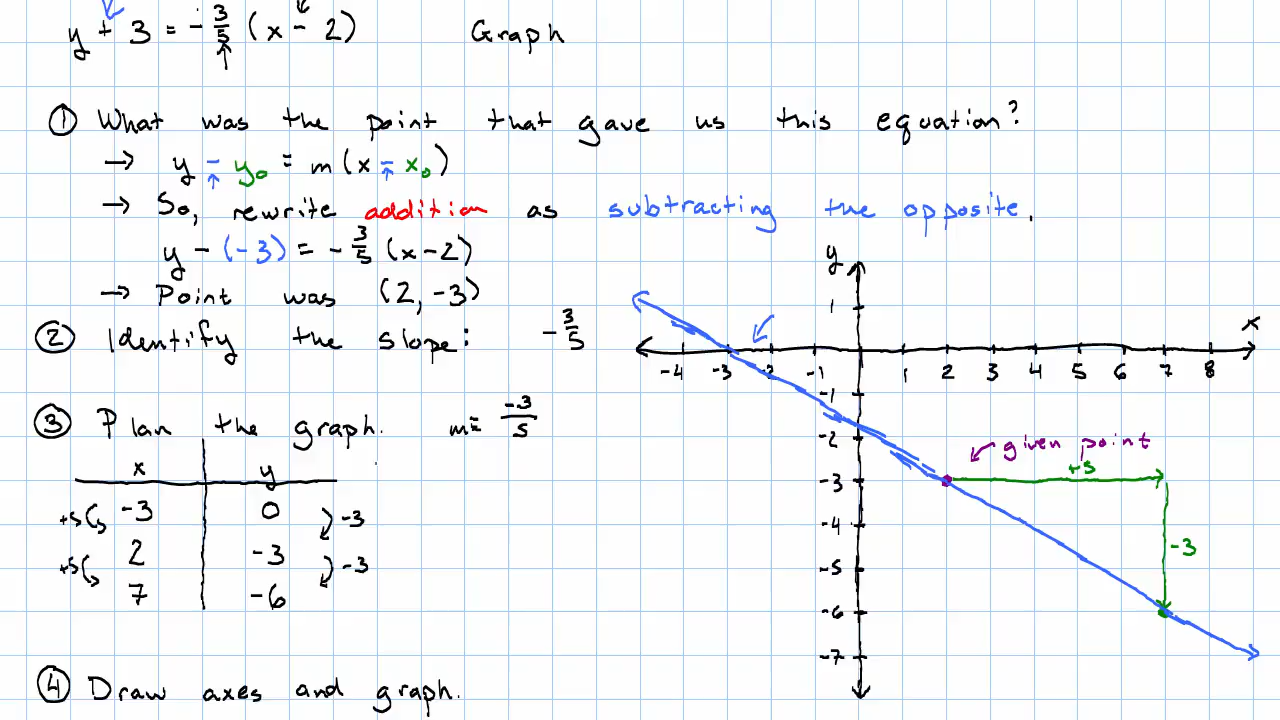 y + 3 = -3/5 (x - 2) Graph
① What was the point that gave us this equation?
→ y - y₀ = m(x - x₀)
→ So, rewrite addition as subtracting the opposite.
y - (-3) = -3/5 (x-2)
→ Point was (2, -3)
② Identify the slope: -3/5
③ Plan the graph. m = -3/5
x y
+5 -3 0 -3
+5 2 -3 -3
7 -6
④ Draw axes and graph.
y
1
x
-4 -3 -2 -1 1 2 3 4 5 6 7 8
-1
-2
given point
+5
-3
-4
-3
-5
-6
-7